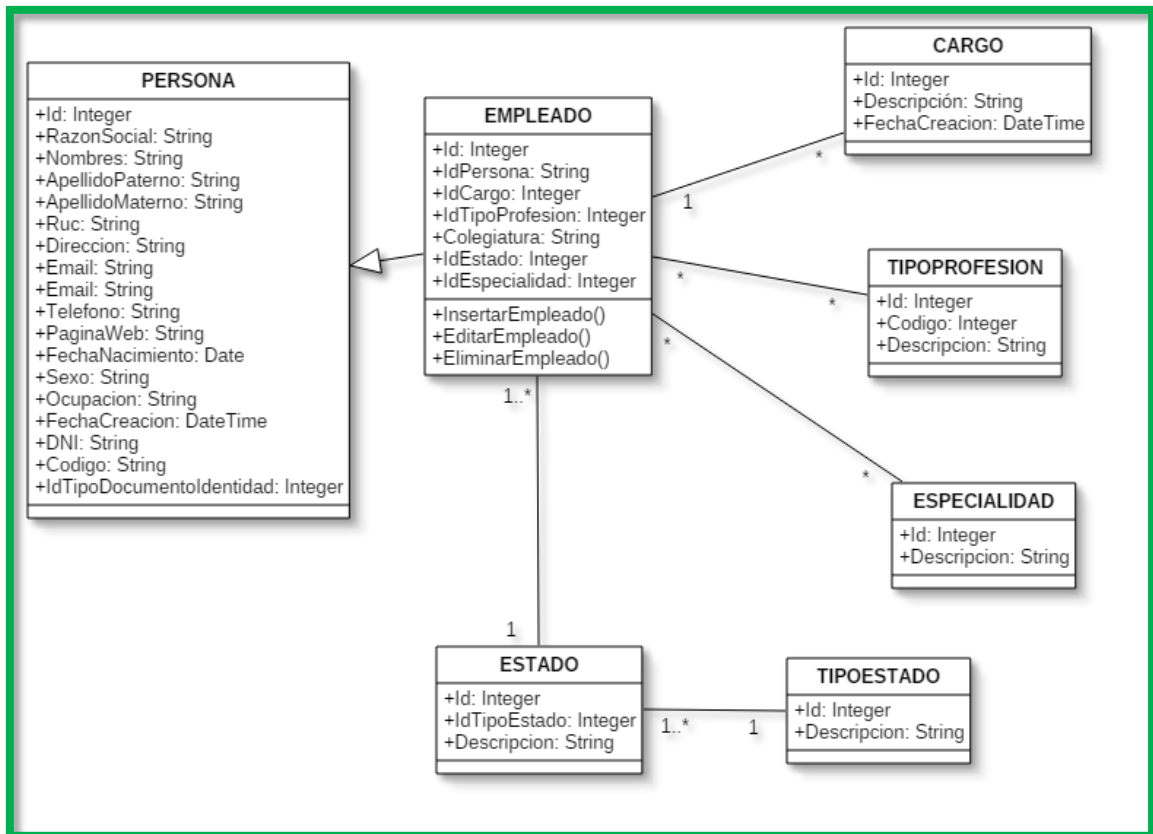 PERSONA
+Id: Integer
+RazonSocial: String
+Nombres: String
+ApellidoPaterno: String
+ApellidoMaterno: String
+Ruc: String
+Direccion: String
+Email: String
+Email: String
+Telefono: String
+PaginaWeb: String
+FechaNacimiento: Date
+Sexo: String
+Ocupacion: String
+FechaCreacion: DateTime
+DNI: String
+Codigo: String
+IdTipoDocumentoIdentidad: Integer
EMPLEADO
+Id: Integer
+IdPersona: String
+IdCargo: Integer
+IdTipoProfesion: Integer
+Colegiatura: String
+IdEstado: Integer
+IdEspecialidad: Integer
+InsertarEmpleado()
+EditarEmpleado()
+EliminarEmpleado()
CARGO
+Id: Integer
+Descripción: String
+FechaCreacion: DateTime
1
*
TIPOPROFESION
+Id: Integer
+Codigo: Integer
+Descripcion: String
*
*
ESPECIALIDAD
+Id: Integer
+Descripcion: String
*
*
1..*
1
ESTADO
+Id: Integer
+IdTipoEstado: Integer
+Descripcion: String
1..*
1
TIPOESTADO
+Id: Integer
+Descripcion: String